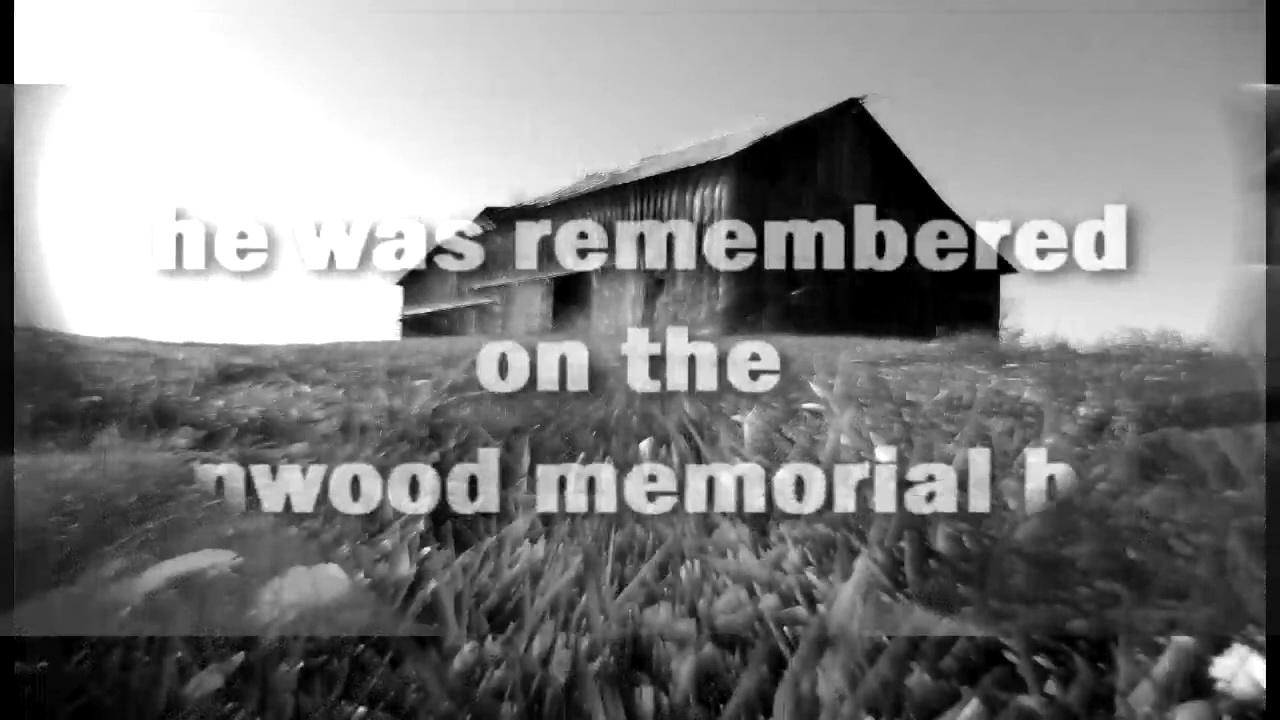 he was remembered
on the
nwood memorial b